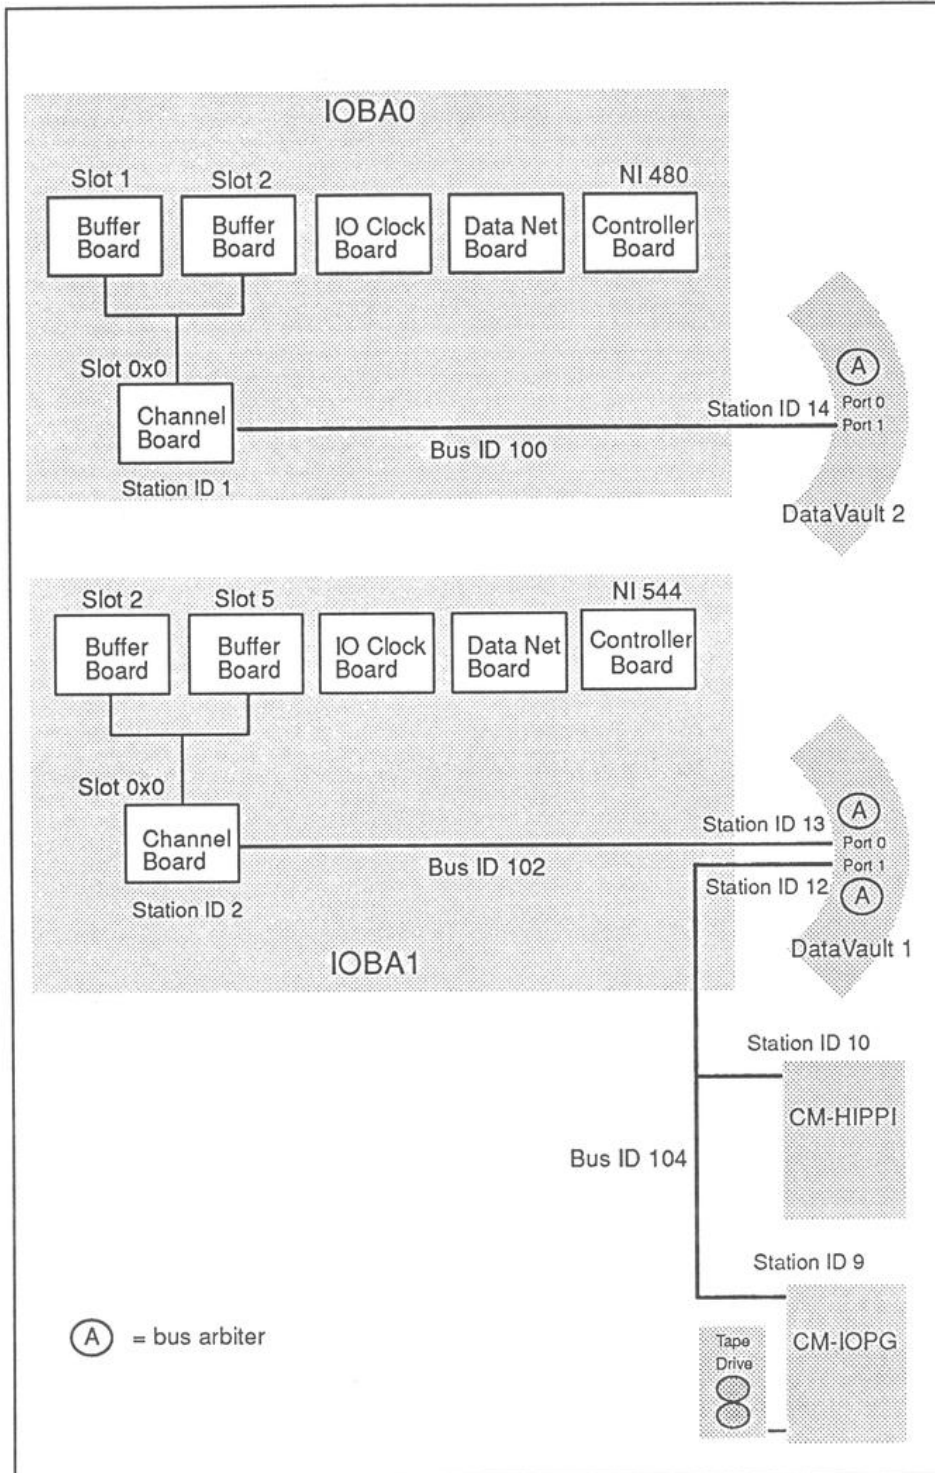 IOBA0
Slot 1
Slot 2
NI 480
Buffer
Board
Buffer
Board
IO Clock
Board
Data Net
Board
Controller
Board
Slot 0x0
Channel
Board
Station ID 1
Bus ID 100
Station ID 14
A
Port 0
Port 1
DataVault 2
Slot 2
Slot 5
NI 544
Buffer
Board
Buffer
Board
IO Clock
Board
Data Net
Board
Controller
Board
Slot 0x0
Channel
Board
Station ID 2
Bus ID 102
IOBA1
Station ID 13
Station ID 12
A
Port 0
Port 1
A
DataVault 1
Station ID 10
CM-HIPPI
Bus ID 104
Station ID 9
CM-IOPG
Tape
Drive
A = bus arbiter